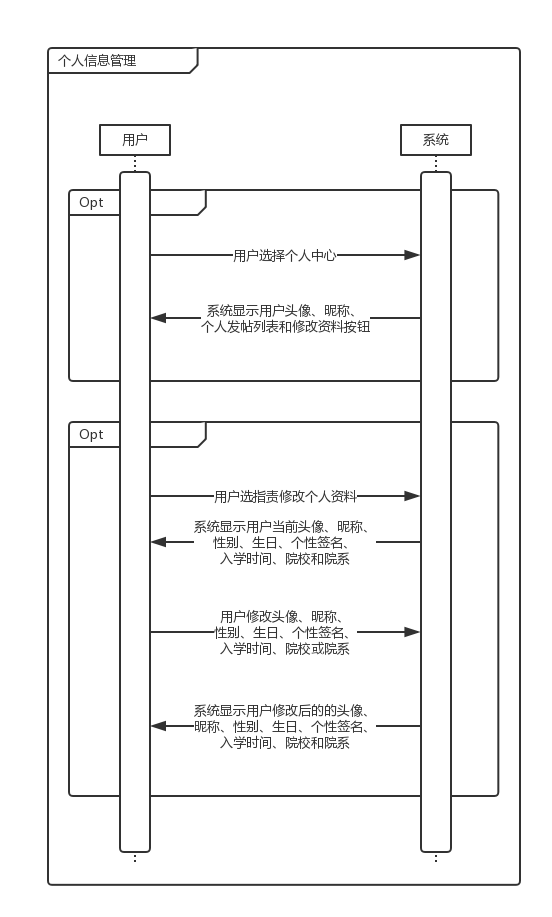 个人信息管理
用户
系统
Opt
用户选择个人中心
系统显示用户头像、昵称、
个人发帖列表和修改资料按钮
Opt
用户选指责修改个人资料
系统显示用户当前头像、昵称、
性别、生日、个性签名、
入学时间、院校和院系
用户修改头像、昵称、
性别、生日、个性签名、
入学时间、院校或院系
系统显示用户修改后的的头像、
昵称、性别、生日、个性签名、
入学时间、院校和院系